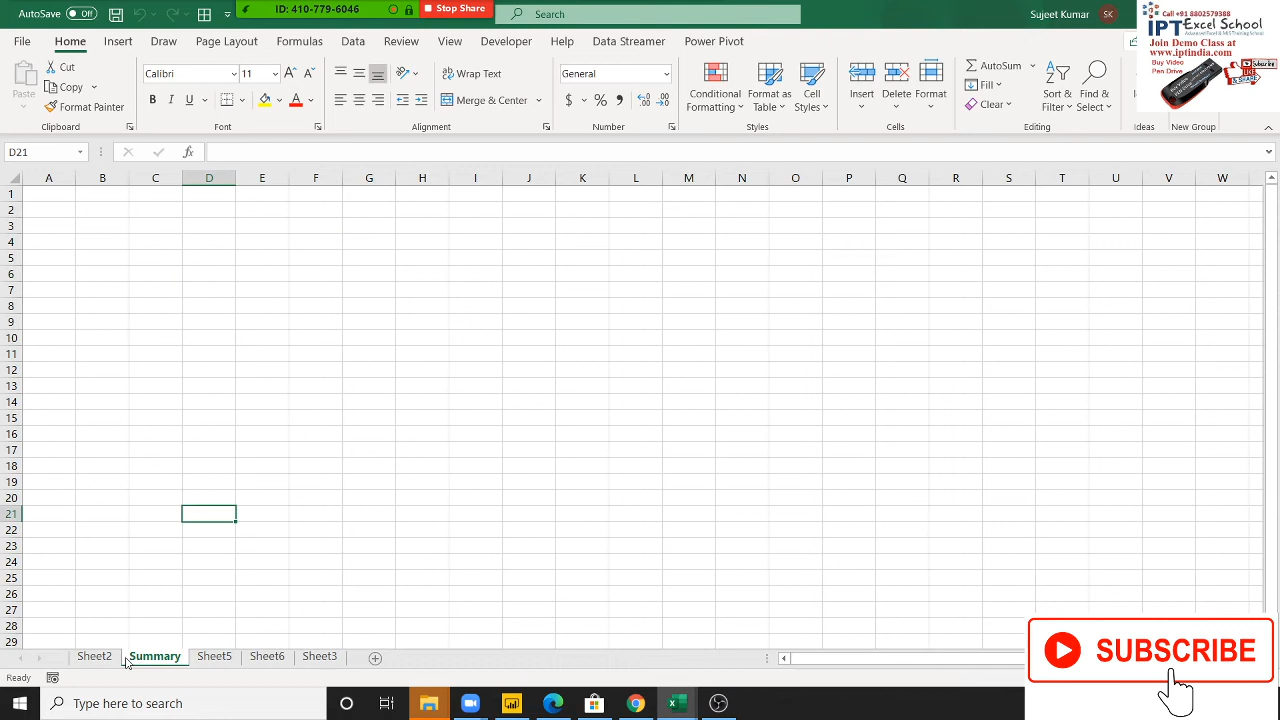 AutoSave Off
ID: 410-779-6046
Stop Share
Search
Sujeet Kumar
SK
Call +91 8802579388
IPT Excel School
Advanced Excel & MIS Training School
Join Demo Class at
www.iptindia.com
Buy Video
Pen Drive
File Home Insert Draw Page Layout Formulas Data Review View Developer Help Data Streamer Power Pivot
Paste
Cut
Copy
Format Painter
Clipboard
Calibri 11
B I U
Font
Wrap Text
Merge & Center
Alignment
General
$ % ,
Number
Conditional Formatting
Format as Table
Cell Styles
Styles
Insert
Delete
Format
Cells
AutoSum
Fill
Clear
Sort & Filter
Find & Select
Editing
Ideas
New Group
D21
fx
A B C D E F G H I J K L M N O P Q R S T U V W
1
2
3
4
5
6
7
8
9
10
11
12
13
14
15
16
17
18
19
20
21
22
23
24
25
26
27
28
29
SUBSCRIBE
Sheet2 Summary Sheet5 Sheet6 Sheet3
Ready
Type here to search